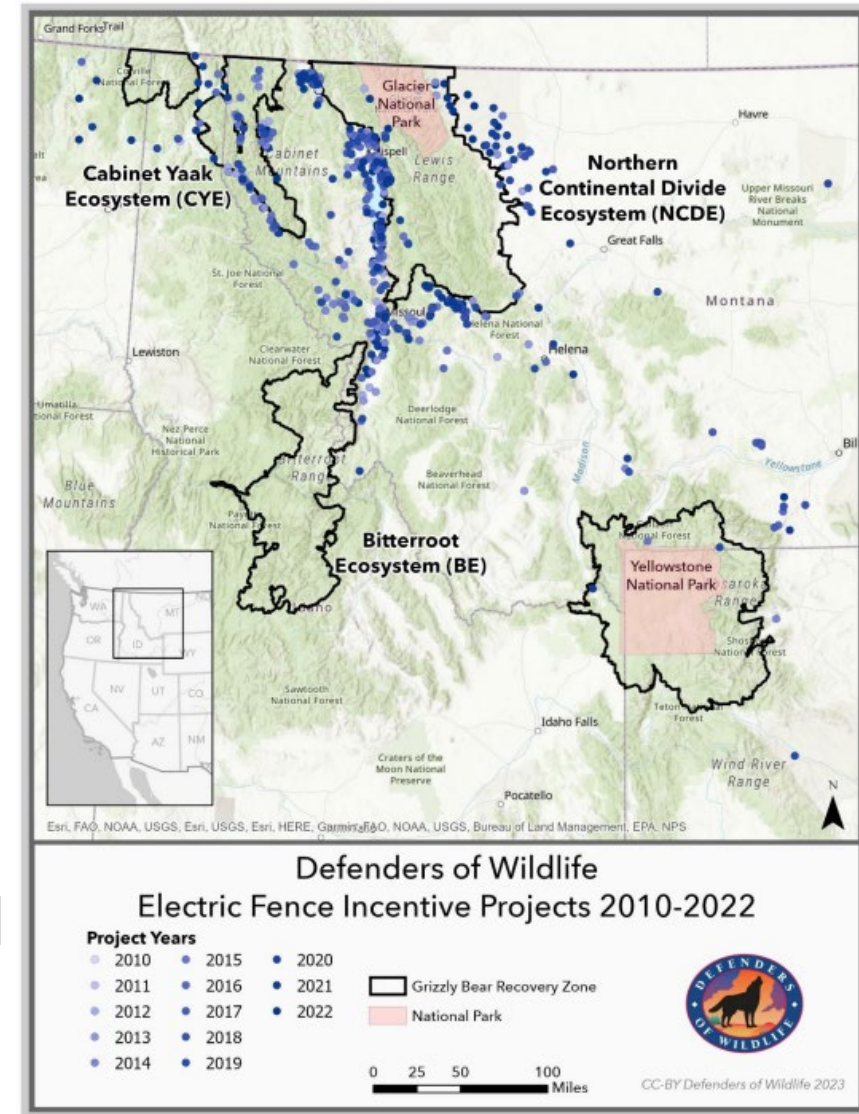 Grand Forks
Trail
Colville
National Forest
Glacier
National
Park
Havre
Cabinet Yaak
Ecosystem (CYE)
Cabinet
Mountains
Lewis
Range
Northern
Continental Divide
Ecosystem (NCDE)
Upper Missouri
River Breaks
National
Monument
Great Falls
St. Joe National
Forest
Montana
Helena National
Forest
Helena
Lewiston
Clearwater
National Forest
Nez Perce
National
Historical Park
Deerlodge
National Forest
Madison
Bil
Yellowstone
Blue
Mountains
Bitterroot
Range
Beaverhead
National Forest
National Forest
Bitterroot
Ecosystem (BE)
Yellowstone
National Park
Range
National Forest
WA
MT
OR
ID
WY
NV
UT
CO
CA
AZ
NM
Sawtooth
National Forest
Teton
Forest
Idaho Falls
Craters of the
Moon National
Preserve
Wind River
Range
Pocatello
N
Esri, FAO, NOAA, USGS, Esri, USGS, Esri, HERE, Garmin, FAO, NOAA, USGS, Bureau of Land Management, EPA, NPS
Defenders of Wildlife
Electric Fence Incentive Projects 2010-2022
Project Years
2010 2015 2020
2011 2016 2021
2012 2017 2022
2013 2018
2014 2019
Grizzly Bear Recovery Zone
National Park
0 25 50 100
Miles
DEFENDERS
OF WILDLIFE
CC-BY Defenders of Wildlife 2023